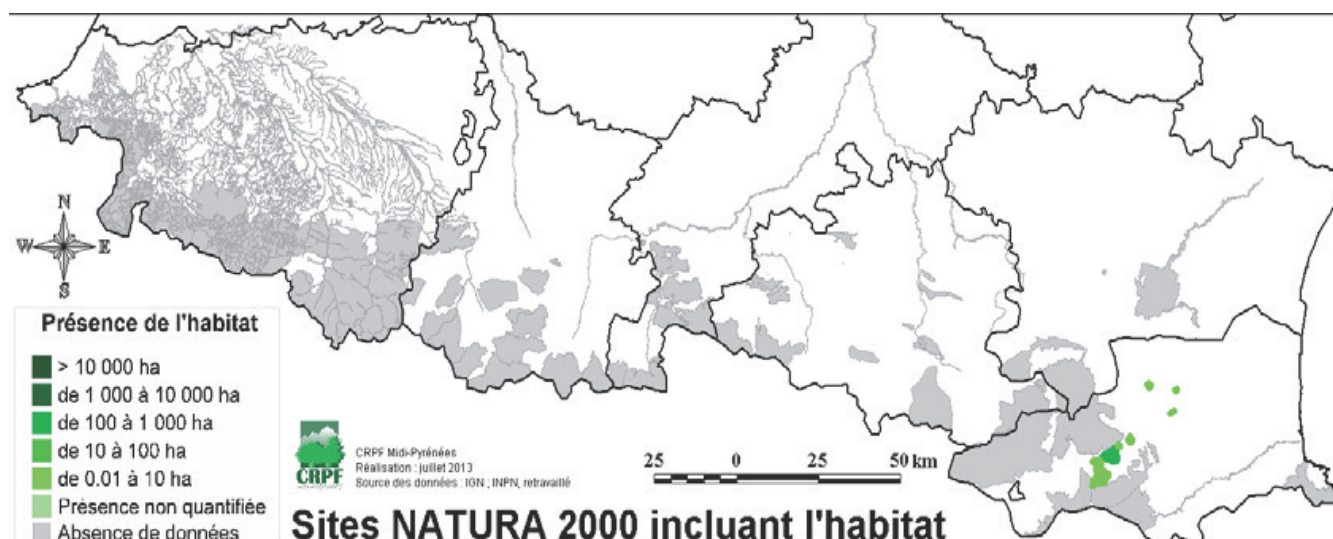 N
W E
S
Présence de l'habitat
> 10 000 ha
de 1 000 à 10 000 ha
de 100 à 1 000 ha
de 10 à 100 ha
de 0.01 à 10 ha
Présence non quantifiée
Absence de données
CRPF
CRPF Midi-Pyrénées
Réalisation : juillet 2013
Source des données : IGN ; INPN, retravaillé
25 0 25 50 km
Sites NATURA 2000 incluant l'habitat